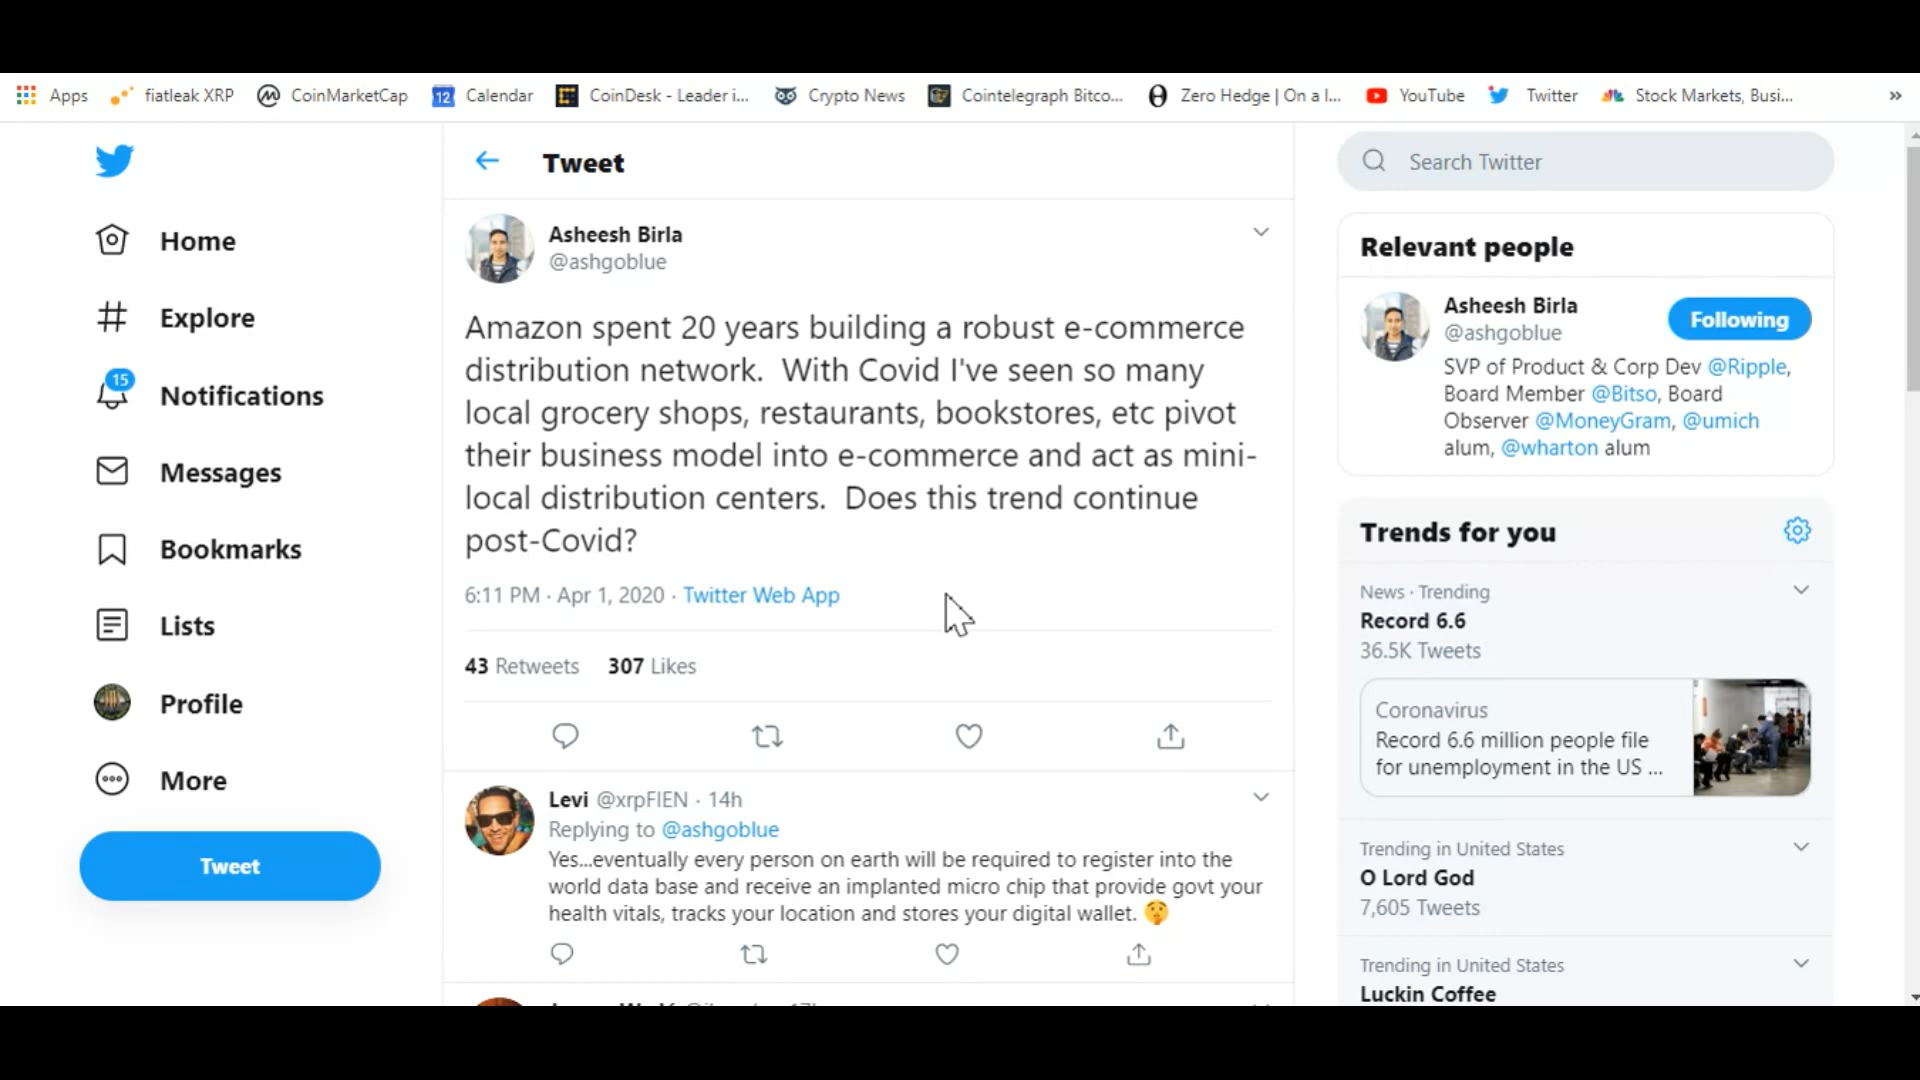 Apps fiatleak XRP CoinMarketCap 12 Calendar CoinDesk - Leader i... Crypto News Cointelegraph Bitco... Zero Hedge | On a l... YouTube Twitter Stock Markets, Busi... »
Home
Explore
15
Notifications
Messages
Bookmarks
Lists
Profile
More
Tweet
Tweet
Asheesh Birla
@ashgoblue
Amazon spent 20 years building a robust e-commerce
distribution network. With Covid I've seen so many
local grocery shops, restaurants, bookstores, etc pivot
their business model into e-commerce and act as mini-
local distribution centers. Does this trend continue
post-Covid?
6:11 PM · Apr 1, 2020 · Twitter Web App
43 Retweets 307 Likes
Levi @xrpFIEN · 14h
Replying to @ashgoblue
Yes...eventually every person on earth will be required to register into the
world data base and receive an implanted micro chip that provide govt your
health vitals, tracks your location and stores your digital wallet. 🤫
Search Twitter
Relevant people
Asheesh Birla
@ashgoblue
Following
SVP of Product & Corp Dev @Ripple,
Board Member @Bitso, Board
Observer @MoneyGram, @umich
alum, @wharton alum
Trends for you
News · Trending
Record 6.6
36.5K Tweets
Coronavirus
Record 6.6 million people file
for unemployment in the US ...
Trending in United States
O Lord God
7,605 Tweets
Trending in United States
Luckin Coffee